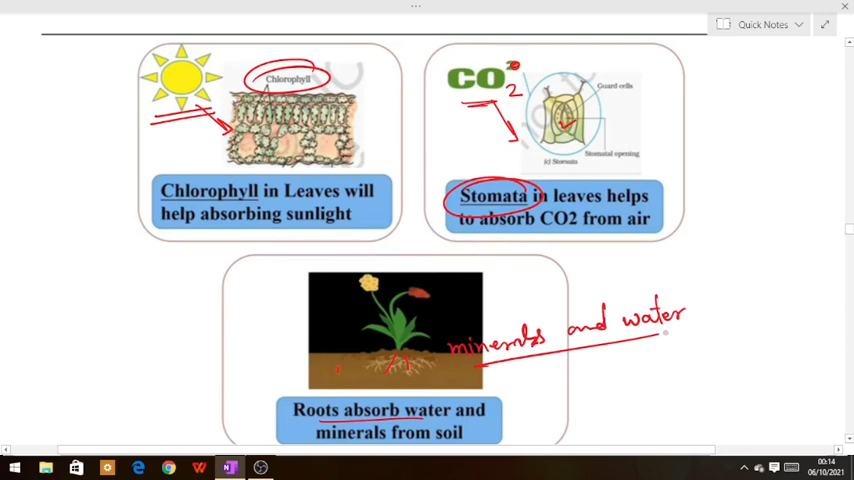 Quick Notes
Chlorophyll
CO
2
Guard cells
Stomatal opening
(c) Stomata
Chlorophyll in Leaves will
help absorbing sunlight
Stomata in leaves helps
to absorb CO2 from air
minerals and water
Roots absorb water and
minerals from soil
00:14
06/10/2021